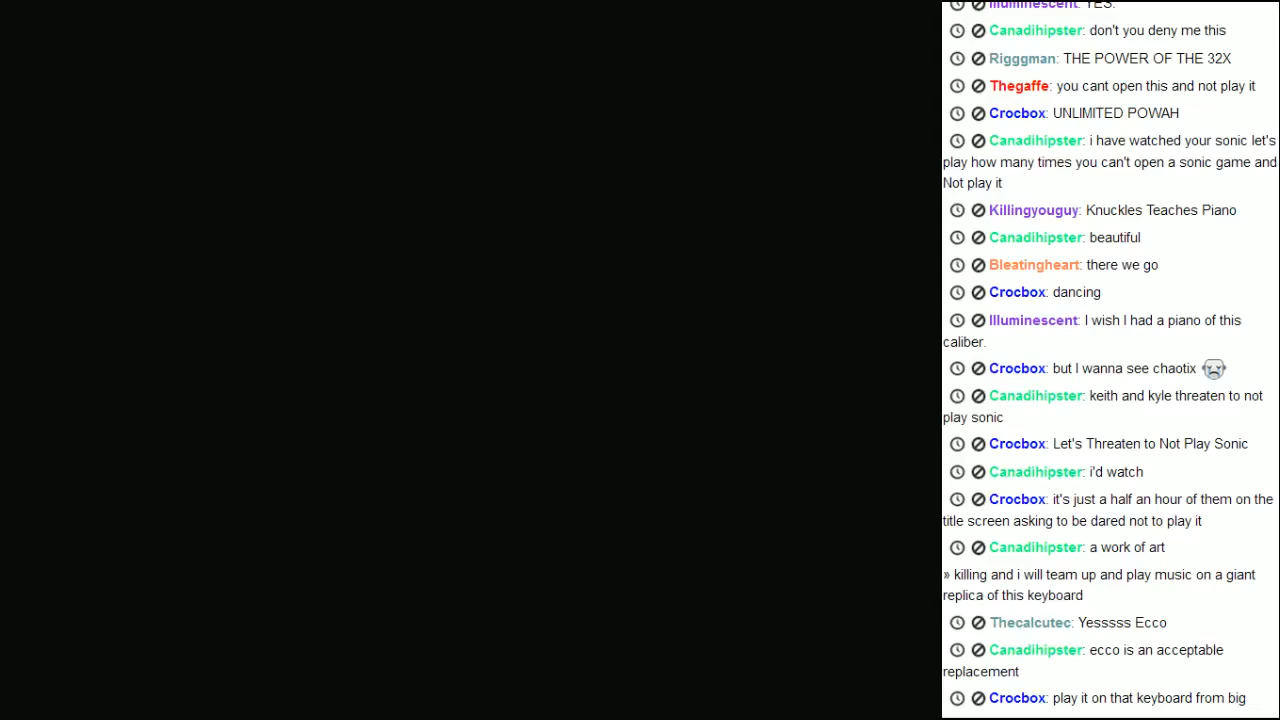 Illuminescent: YES.
Canadihipster: don't you deny me this
Rigggman: THE POWER OF THE 32X
Thegaffe: you cant open this and not play it
Crocbox: UNLIMITED POWAH
Canadihipster: i have watched your sonic let's
play how many times you can't open a sonic game and
Not play it
Killingyouguy: Knuckles Teaches Piano
Canadihipster: beautiful
Bleatingheart: there we go
Crocbox: dancing
Illuminescent: I wish I had a piano of this
caliber.
Crocbox: but I wanna see chaotix
Canadihipster: keith and kyle threaten to not
play sonic
Crocbox: Let's Threaten to Not Play Sonic
Canadihipster: i'd watch
Crocbox: it's just a half an hour of them on the
title screen asking to be dared not to play it
Canadihipster: a work of art
» killing and i will team up and play music on a giant
replica of this keyboard
Thecalcutec: Yesssss Ecco
Canadihipster: ecco is an acceptable
replacement
Crocbox: play it on that keyboard from big